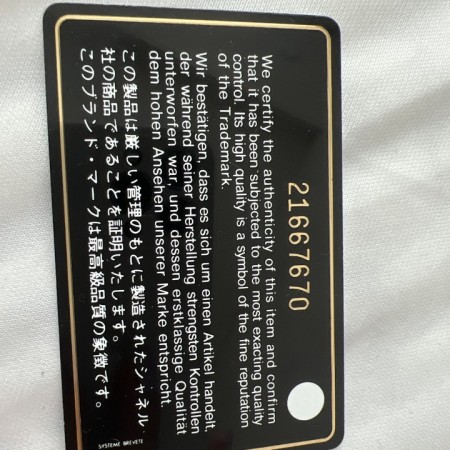 21667670
We certify the authenticity of this item and confirm
that it has been subjected to the most exacting quality
control. Its high quality is a symbol of the fine reputation
of the Trademark.
Wir bestätigen, dass es sich um einen Artikel handelt,
der während seiner Herstellung strengsten Kontrollen
unterworfen war, und dessen erstklassige Qualität
dem hohen Ansehen unserer Marke entspricht.
この製品は厳しい管理のもとに製造されたシャネル・
社の商品であることを証明いたします。
このブランド・マークは最高級品質の象徴です。
SYSTEME BREVETE